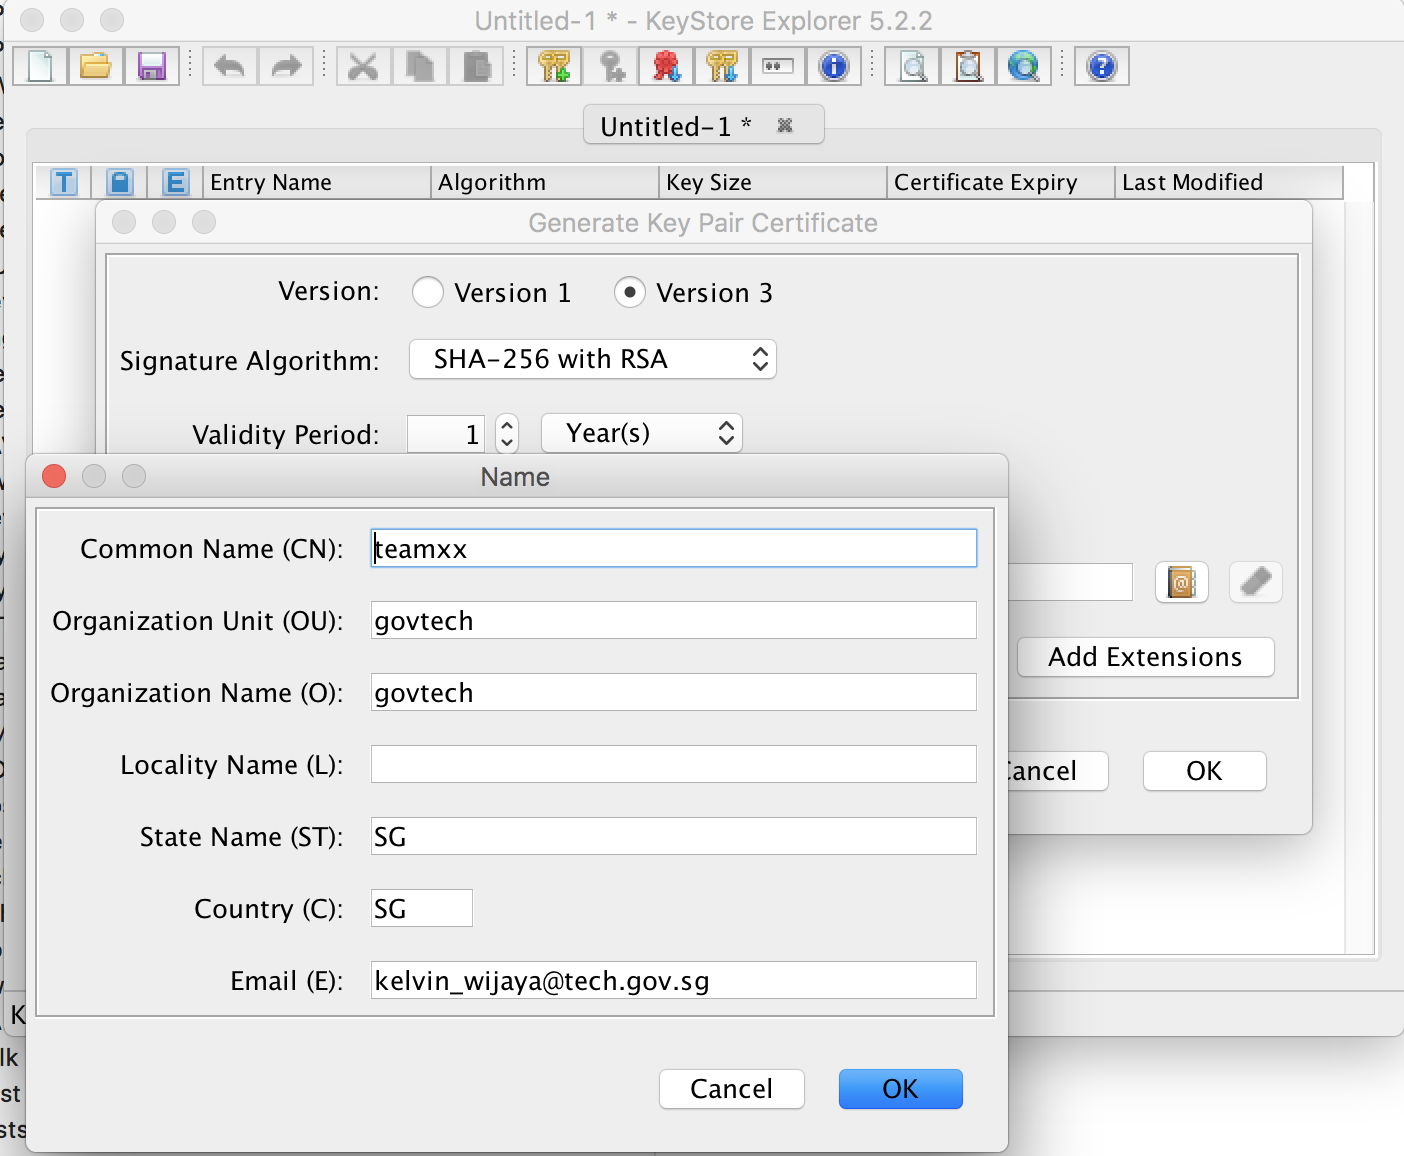 Untitled-1 * - KeyStore Explorer 5.2.2
Untitled-1 *
T E Entry Name Algorithm Key Size Certificate Expiry Last Modified
Generate Key Pair Certificate
Version: Version 1 Version 3
Signature Algorithm: SHA-256 with RSA
Validity Period: 1 Year(s)
Name
Common Name (CN): teamxx
Organization Unit (OU): govtech
Organization Name (O): govtech
Add Extensions
Locality Name (L):
ancel OK
State Name (ST): SG
Country (C): SG
Email (E): kelvin_wijaya@tech.gov.sg
K
lk
st
sts
Cancel OK